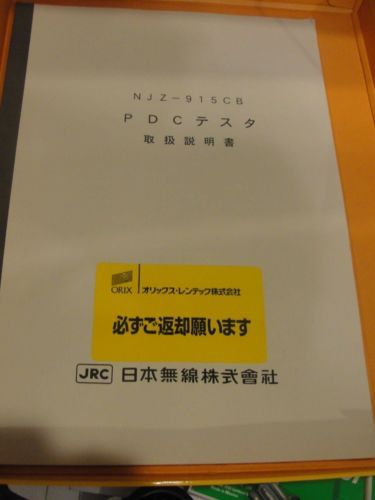 NJZ-915CB
PDCテスタ
取扱説明書
ORIX オリックス・レンテック株式会社
必ずご返却願います
JRC 日本無線株式會社